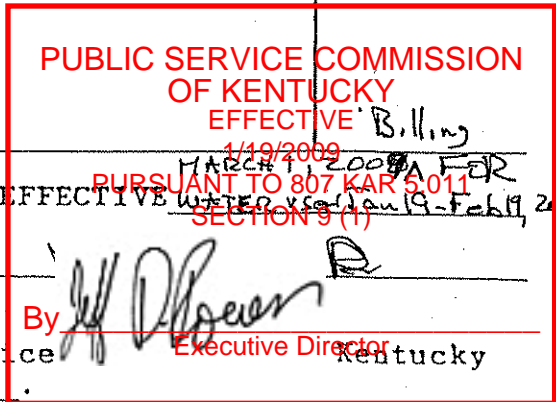 PUBLIC SERVICE COMMISSION
OF KENTUCKY
EFFECTIVE Billing
1/19/2009
MARCH 1, 2009 FOR
PURSUANT TO 807 KAR 5:011
EFFECTIVE WATER used Jan 19-Feb 19, 20
SECTION 9 (1)
By
Executive Director
ice Kentucky